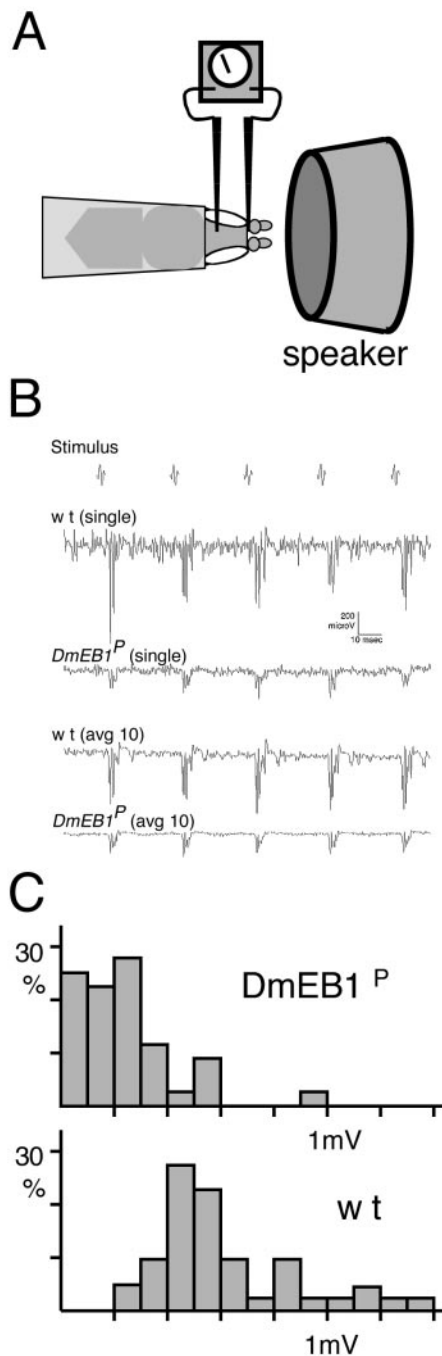 A
speaker
B
Stimulus
w t (single)
200
microV
10 msec
DmEB1ᴾ (single)
w t (avg 10)
DmEB1ᴾ (avg 10)
C
30
%
DmEB1 ᴾ
1mV
30
%
w t
1mV